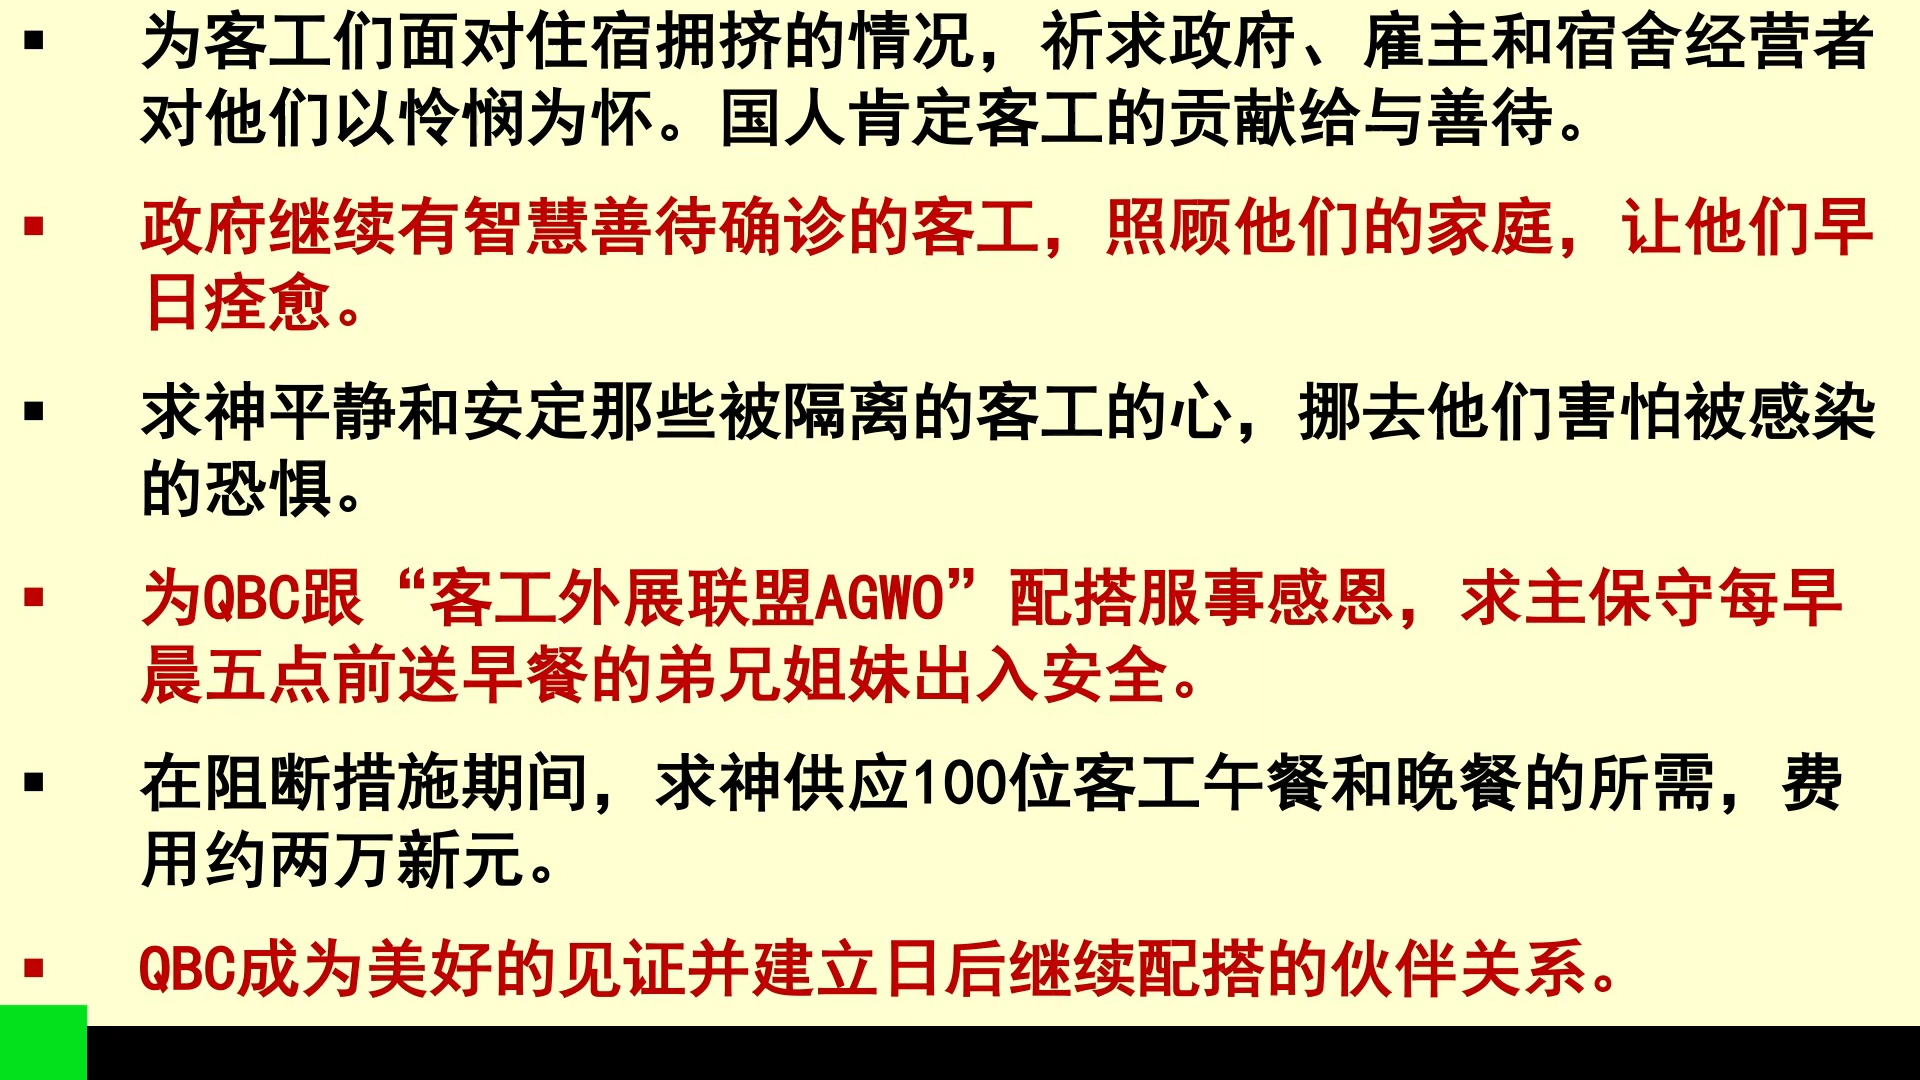 ▪ 为客工们面对住宿拥挤的情况，祈求政府、雇主和宿舍经营者
对他们以怜悯为怀。国人肯定客工的贡献给与善待。
▪ 政府继续有智慧善待确诊的客工，照顾他们的家庭，让他们早
日痊愈。
▪ 求神平静和安定那些被隔离的客工的心，挪去他们害怕被感染
的恐惧。
▪ 为QBC跟“客工外展联盟AGWO”配搭服事感恩，求主保守每早
晨五点前送早餐的弟兄姐妹出入安全。
▪ 在阻断措施期间，求神供应100位客工午餐和晚餐的所需，费
用约两万新元。
▪ QBC成为美好的见证并建立日后继续配搭的伙伴关系。